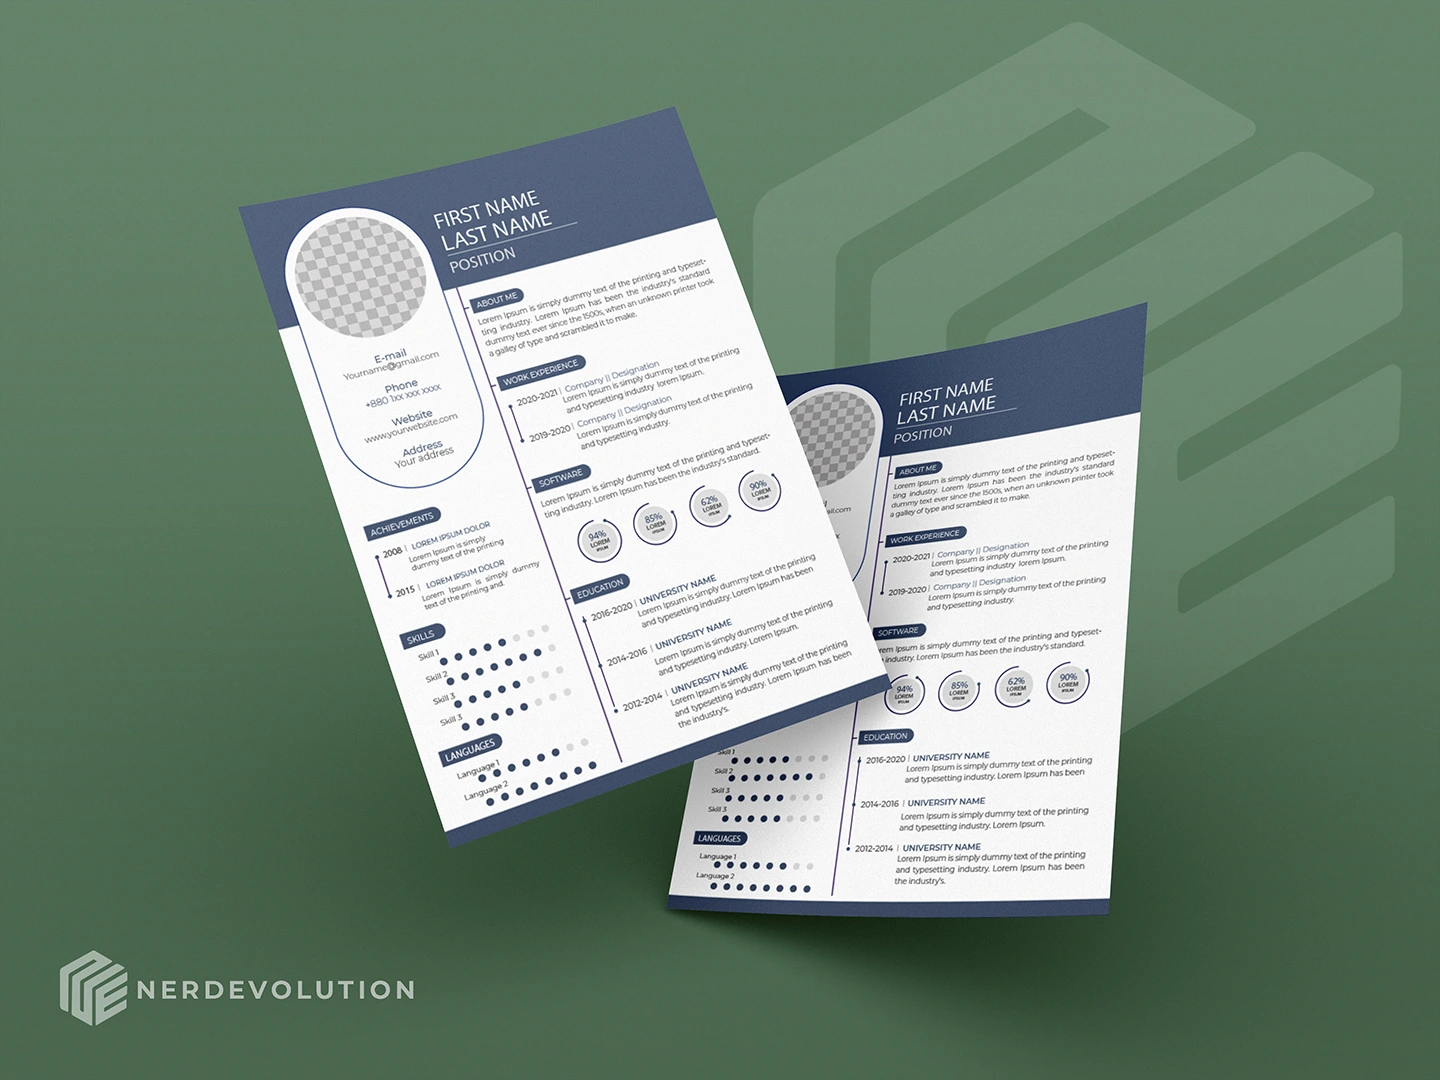 FIRST NAME
LAST NAME
POSITION
E-mail
Yourname@gmail.com
Phone
+880 1xx xxx xxxx
Website
www.yourwebsite.com
Address
Your address
ACHIEVEMENTS
2008 | LOREM IPSUM DOLOR
Lorem Ipsum is simply
dummy text of the printing
2015 | LOREM IPSUM DOLOR
Lorem Ipsum is simply dummy
text of the printing and.
SKILLS
Skill 1
Skill 2
Skill 3
Skill 3
LANGUAGES
Language 1
Language 2
ABOUT ME
Lorem Ipsum is simply dummy text of the printing and typeset-
ting industry. Lorem Ipsum has been the industry's standard
dummy text ever since the 1500s, when an unknown printer took
a galley of type and scrambled it to make.
WORK EXPERIENCE
2020-2021 | Company || Designation
Lorem Ipsum is simply dummy text of the printing
and typesetting industry lorem Ipsum.
2019-2020 | Company || Designation
Lorem Ipsum is simply dummy text of the printing
and typesetting industry.
SOFTWARE
Lorem Ipsum is simply dummy text of the printing and typeset-
ting industry. Lorem Ipsum has been the industry's standard.
94%
LOREM
IPSUM
85%
LOREM
IPSUM
62%
LOREM
IPSUM
90%
LOREM
IPSUM
EDUCATION
2016-2020 | UNIVERSITY NAME
Lorem Ipsum is simply dummy text of the printing
and typesetting industry. Lorem Ipsum has been
2014-2016 | UNIVERSITY NAME
Lorem Ipsum is simply dummy text of the printing
and typesetting industry. Lorem Ipsum.
2012-2014 | UNIVERSITY NAME
Lorem Ipsum is simply dummy text of the printing
and typesetting industry. Lorem Ipsum has been
the industry's.
FIRST NAME
LAST NAME
POSITION
ABOUT ME
Lorem Ipsum is simply dummy text of the printing and typeset-
ting industry. Lorem Ipsum has been the industry's standard
dummy text ever since the 1500s, when an unknown printer took
a galley of type and scrambled it to make.
WORK EXPERIENCE
2020-2021 | Company || Designation
Lorem Ipsum is simply dummy text of the printing
and typesetting industry lorem Ipsum.
2019-2020 | Company || Designation
Lorem Ipsum is simply dummy text of the printing
and typesetting industry.
SOFTWARE
Ipsum is simply dummy text of the printing and typeset-
industry. Lorem Ipsum has been the industry's standard.
94%
LOREM
IPSUM
85%
LOREM
IPSUM
62%
LOREM
IPSUM
90%
LOREM
IPSUM
EDUCATION
2016-2020 | UNIVERSITY NAME
Lorem Ipsum is simply dummy text of the printing
and typesetting industry. Lorem Ipsum has been
2014-2016 | UNIVERSITY NAME
Lorem Ipsum is simply dummy text of the printing
and typesetting industry. Lorem Ipsum.
2012-2014 | UNIVERSITY NAME
Lorem Ipsum is simply dummy text of the printing
and typesetting industry. Lorem Ipsum has been
the industry's.
Skill 1
Skill 2
Skill 3
Skill 3
LANGUAGES
Language 1
Language 2
NERDEVOLUTION